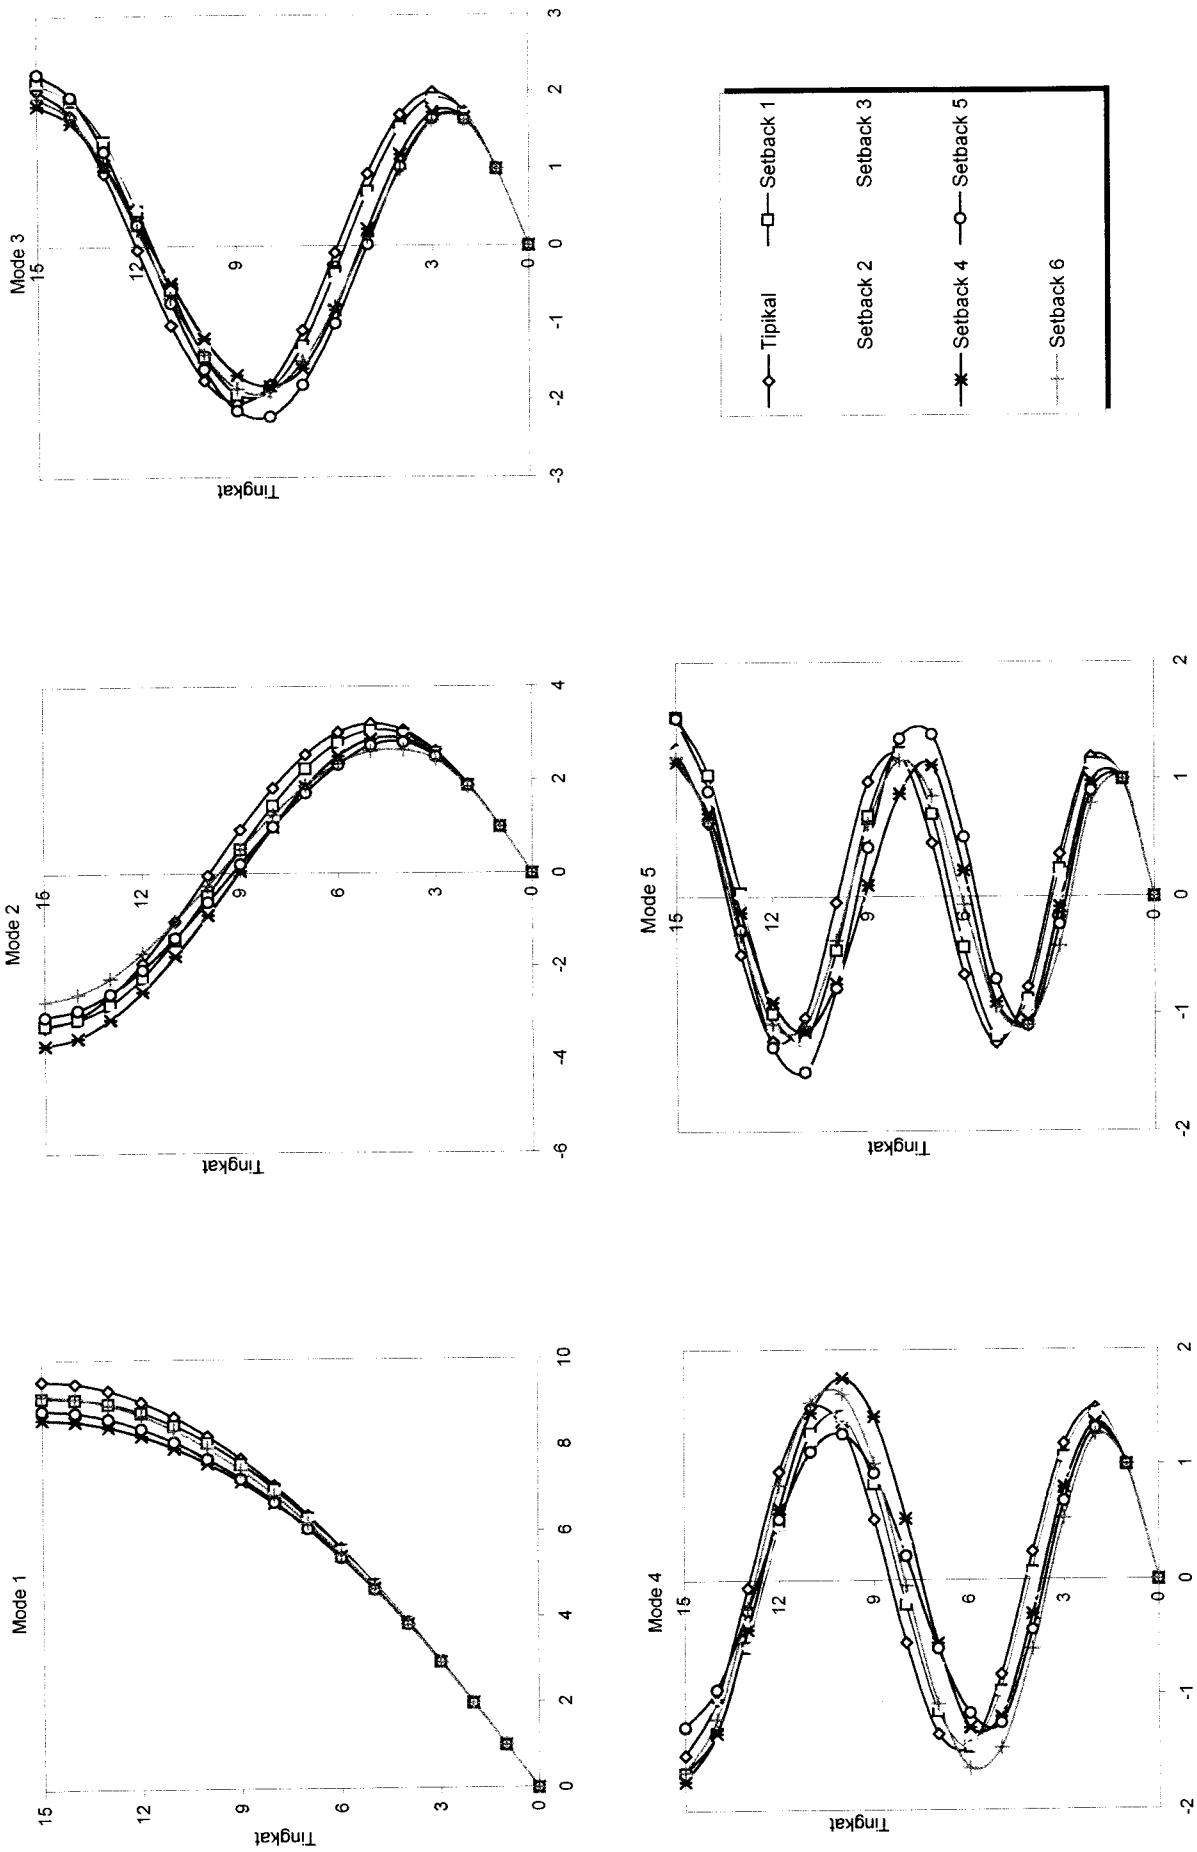 Mode 1
Tingkat
15
12
9
6
3
0
0 2 4 6 8 10
Mode 2
Tingkat
15
12
9
6
3
0
-6 -4 -2 0 2 4
Mode 3
Tingkat
15
12
9
6
3
0
-3 -2 -1 0 1 2 3
Mode 4
Tingkat
15
12
9
6
3
0
-2 -1 0 1 2
Mode 5
Tingkat
15
12
9
6
3
0
-2 -1 0 1 2
Tipikal Setback 1
Setback 2 Setback 3
Setback 4 Setback 5
Setback 6